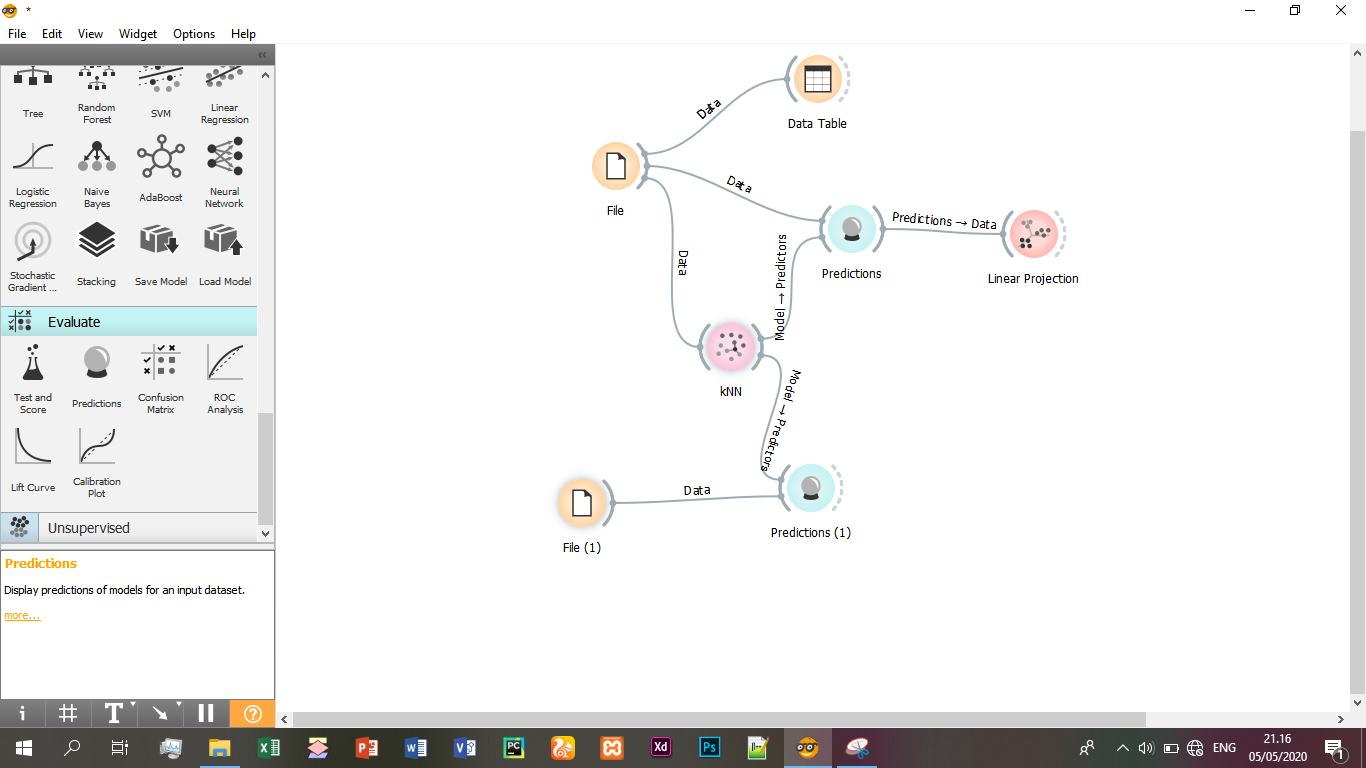 *
File Edit View Widget Options Help
Tree
Random
Forest
SVM
Linear
Regression
Logistic
Regression
Naive
Bayes
AdaBoost
Neural
Network
Stochastic
Gradient ...
Stacking
Save Model
Load Model
Evaluate
Test and
Score
Predictions
Confusion
Matrix
ROC
Analysis
Lift Curve
Calibration
Plot
Unsupervised
Predictions
Display predictions of models for an input dataset.
more...
Data
Data Table
File
Data
Data
Predictions → Data
Predictions
Linear Projection
Model → Predictors
kNN
Model → Predictors
Data
File (1)
Predictions (1)
ENG
21.16
05/05/2020
1